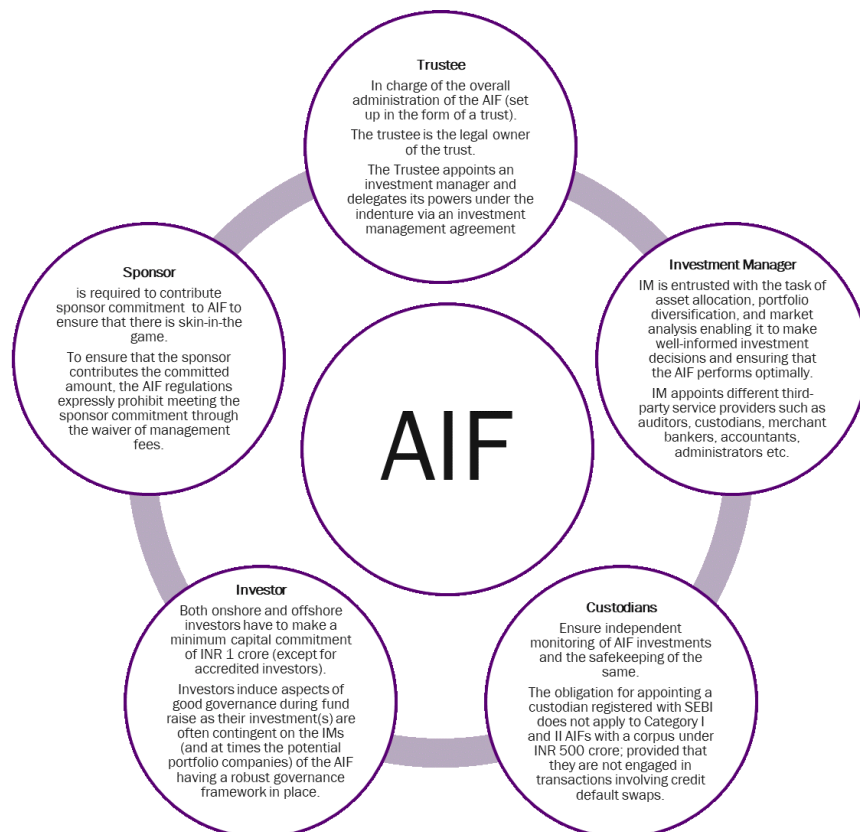 Trustee
In charge of the overall
administration of the AIF (set
up in the form of a trust).
The trustee is the legal owner
of the trust.
The Trustee appoints an
investment manager and
delegates its powers under the
indenture via an investment
management agreement
Sponsor
is required to contribute
sponsor commitment to AIF to
ensure that there is skin-in-the
game.
To ensure that the sponsor
contributes the committed
amount, the AIF regulations
expressly prohibit meeting the
sponsor commitment through
the waiver of management
fees.
Investment Manager
IM is entrusted with the task of
asset allocation, portfolio
diversification, and market
analysis enabling it to make
well-informed investment
decisions and ensuring that
the AIF performs optimally.
IM appoints different third-
party service providers such as
auditors, custodians, merchant
bankers, accountants,
administrators etc.
AIF
Investor
Both onshore and offshore
investors have to make a
minimum capital commitment
of INR 1 crore (except for
accredited investors).
Investors induce aspects of
good governance during fund
raise as their investment(s) are
often contingent on the IMs
(and at times the potential
portfolio companies) of the AIF
having a robust governance
framework in place.
Custodians
Ensure independent
monitoring of AIF investments
and the safekeeping of the
same.
The obligation for appointing a
custodian registered with SEBI
does not apply to Category I
and II AIFs with a corpus under
INR 500 crore; provided that
they are not engaged in
transactions involving credit
default swaps.